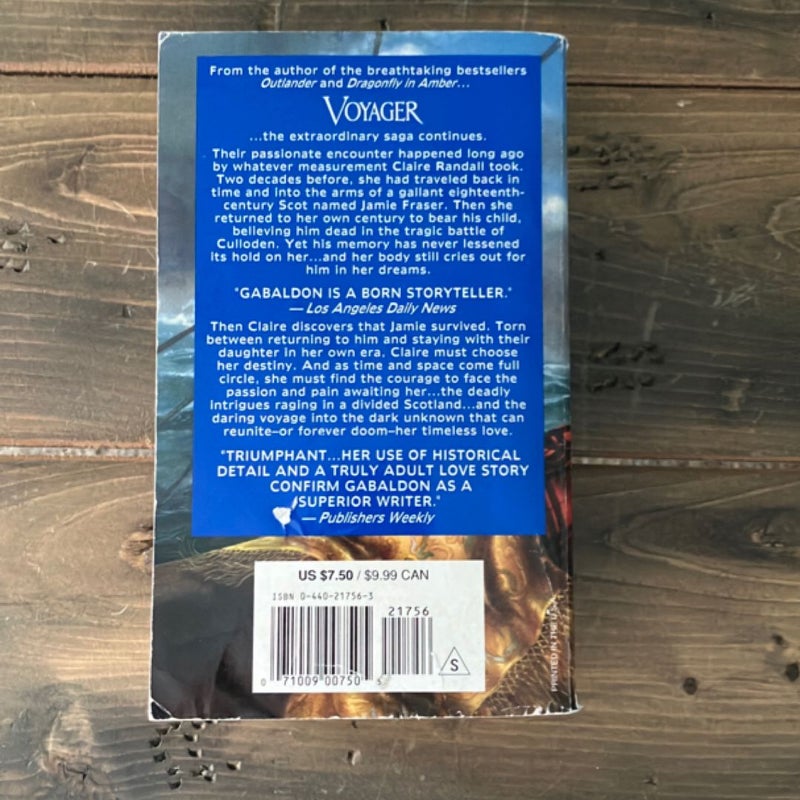 From the author of the breathtaking bestsellers
Outlander and Dragonfly in Amber...
VOYAGER
...the extraordinary saga continues.
Their passionate encounter happened long ago
by whatever measurement Claire Randall took.
Two decades before, she had traveled back in
time and into the arms of a gallant eighteenth-
century Scot named Jamie Fraser. Then she
returned to her own century to bear his child,
believing him dead in the tragic battle of
Culloden. Yet his memory has never lessened
its hold on her...and her body still cries out for
him in her dreams.
"GABALDON IS A BORN STORYTELLER."
— Los Angeles Daily News
Then Claire discovers that Jamie survived. Torn
between returning to him and staying with their
daughter in her own era, Claire must choose
her destiny. And as time and space come full
circle, she must find the courage to face the
passion and pain awaiting her...the deadly
intrigues raging in a divided Scotland...and the
daring voyage into the dark unknown that can
reunite–or forever doom–her timeless love.
"TRIUMPHANT...HER USE OF HISTORICAL
DETAIL AND A TRULY ADULT LOVE STORY
CONFIRM GABALDON AS A
SUPERIOR WRITER."
— Publishers Weekly
US $7.50 / $9.99 CAN
ISBN 0-440-21756-3
21756
S
0 71009 00750 5
PRINTED IN THE U.S.